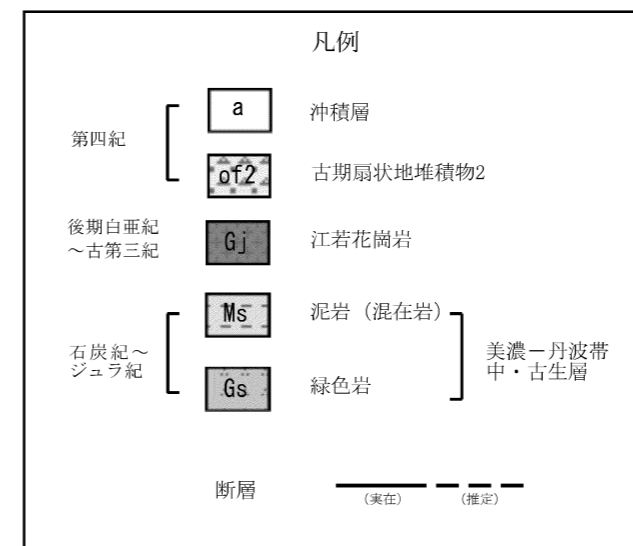 凡例
第四紀
a 沖積層
of2 古期扇状地堆積物2
後期白亜紀
～古第三紀
Gj 江若花崗岩
石炭紀～
ジュラ紀
Ms 泥岩（混在岩）
Gs 緑色岩
美濃－丹波帯
中・古生層
断層 (実在) (推定)